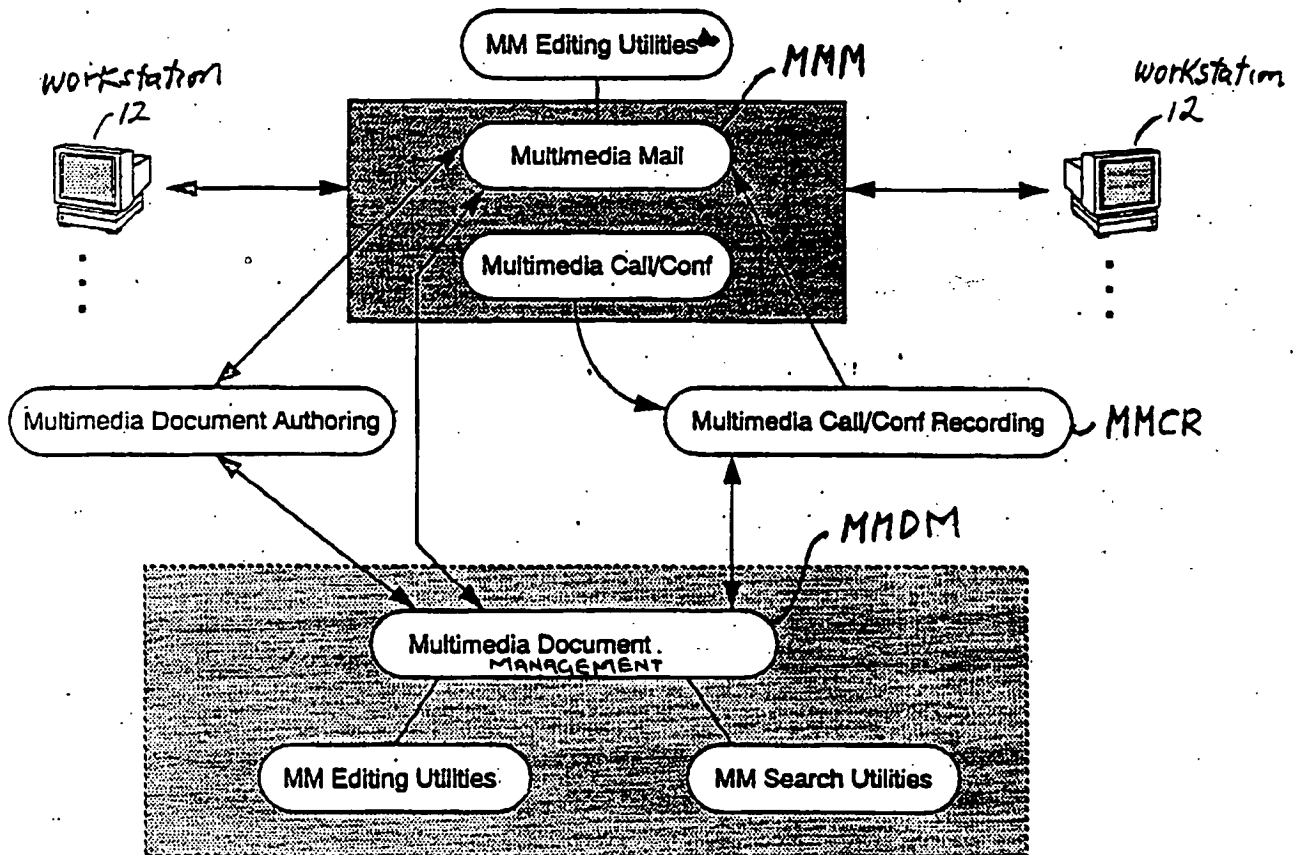 MM Editing Utilities
MMM
workstation
12
workstation
12
Multimedia Mail
Multimedia Call/Conf
Multimedia Document Authoring
Multimedia Call/Conf Recording
MMCR
MMDM
Multimedia Document.
MANAGEMENT
MM Editing Utilities
MM Search Utilities